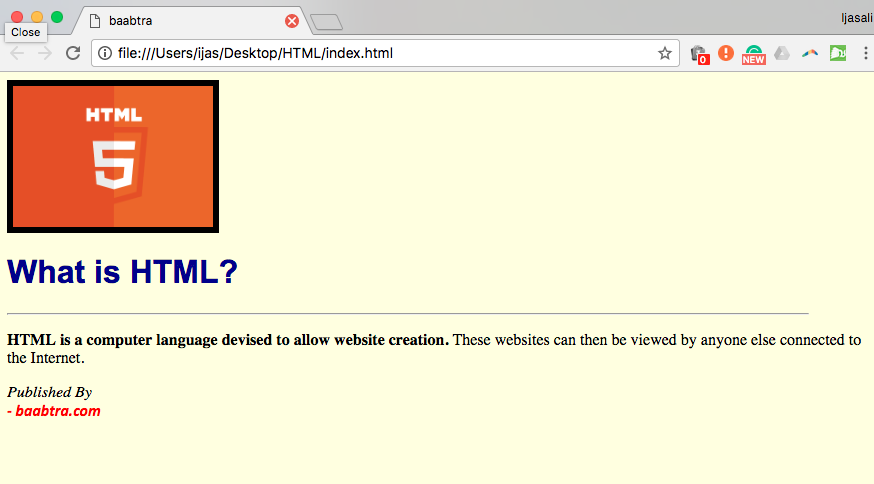 baabtra
Ijasali
Close
file:///Users/ijas/Desktop/HTML/index.html
0
NEW
HTML
5
What is HTML?
HTML is a computer language devised to allow website creation. These websites can then be viewed by anyone else connected to
the Internet.
Published By
- baabtra.com